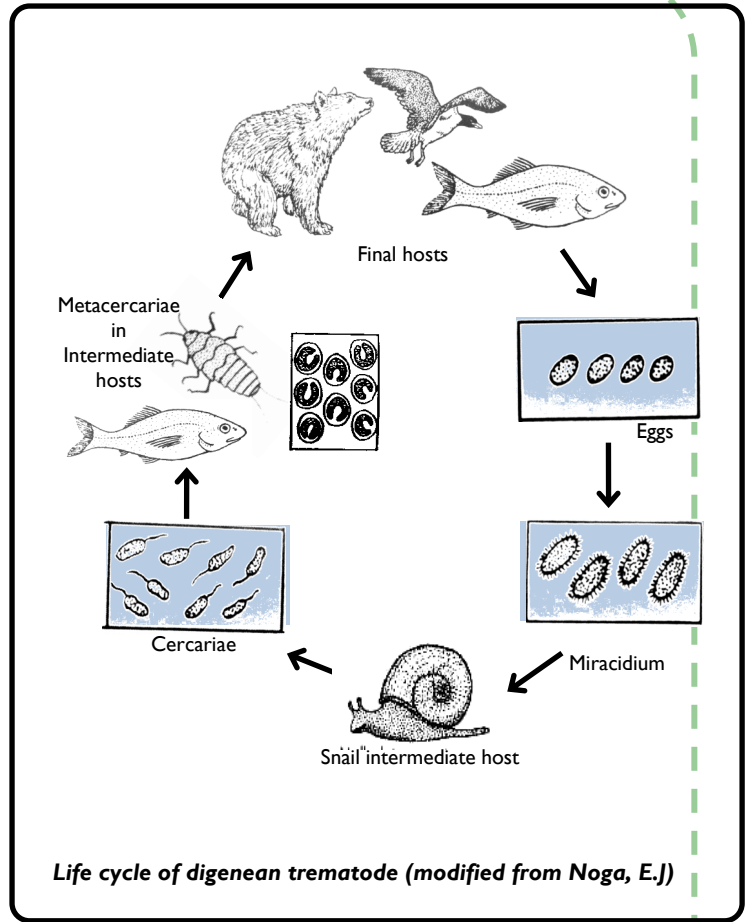 Final hosts
Metacercariae
in
Intermediate
hosts
Eggs
Cercariae
Miracidium
Snail intermediate host
Life cycle of digenean trematode (modified from Noga, E.J)